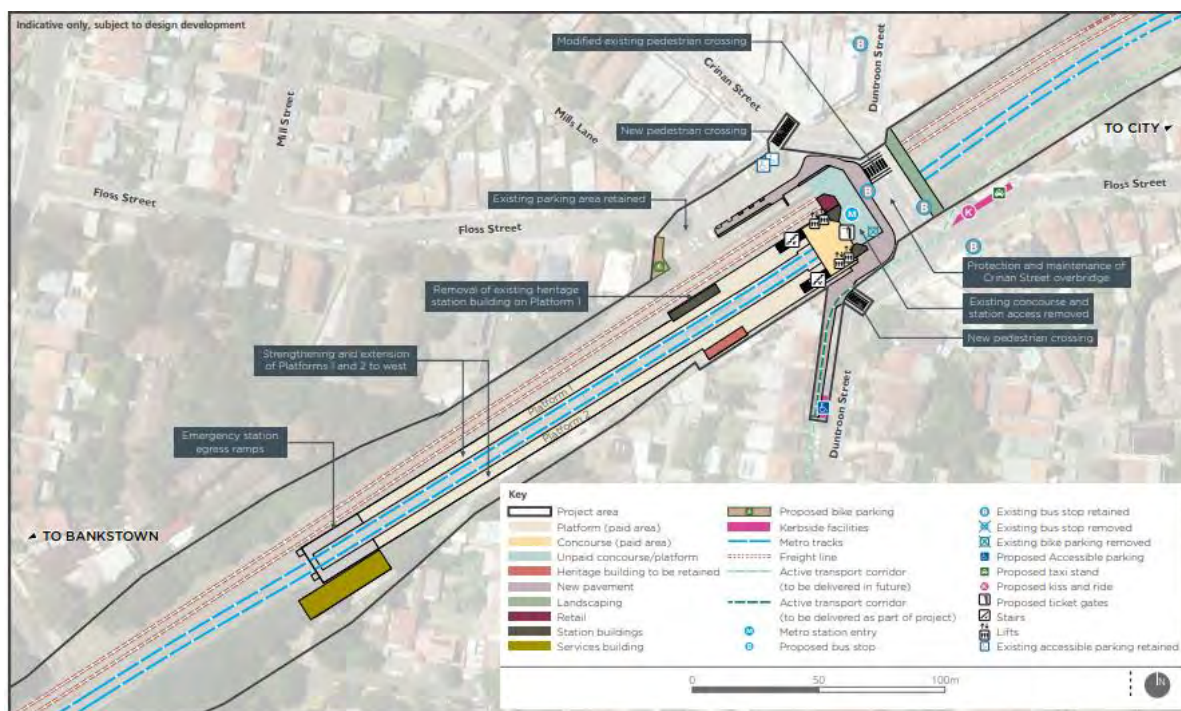 Indicative only, subject to design development
Modified existing pedestrian crossing
Crinan Street
Duntroon Street
B
Mill Street
Mills Lane
New pedestrian crossing
TO CITY
Floss Street
Existing parking area retained
Floss Street
Floss Street
B
B
M
K
B
Protection and maintenance of
Crinan Street overbridge
Removal of existing heritage
station building on Platform 1
Existing concourse and
station access removed
New pedestrian crossing
Strengthening and extension
of Platforms 1 and 2 to west
Platform 1
Platform 2
Duntroon Street
Emergency station
egress ramps
TO BANKSTOWN
Key
Project area
Platform (paid area)
Concourse (paid area)
Unpaid concourse/platform
Heritage building to be retained
New pavement
Landscaping
Retail
Station buildings
Services building
Proposed bike parking
Kerbside facilities
Metro tracks
Freight line
Active transport corridor
(to be delivered in future)
Active transport corridor
(to be delivered as part of project)
M Metro station entry
B Proposed bus stop
B Existing bus stop retained
Existing bus stop removed
Existing bike parking removed
Proposed Accessible parking
Proposed taxi stand
K Proposed kiss and ride
Proposed ticket gates
Stairs
Lifts
Existing accessible parking retained
0 50 100m
N